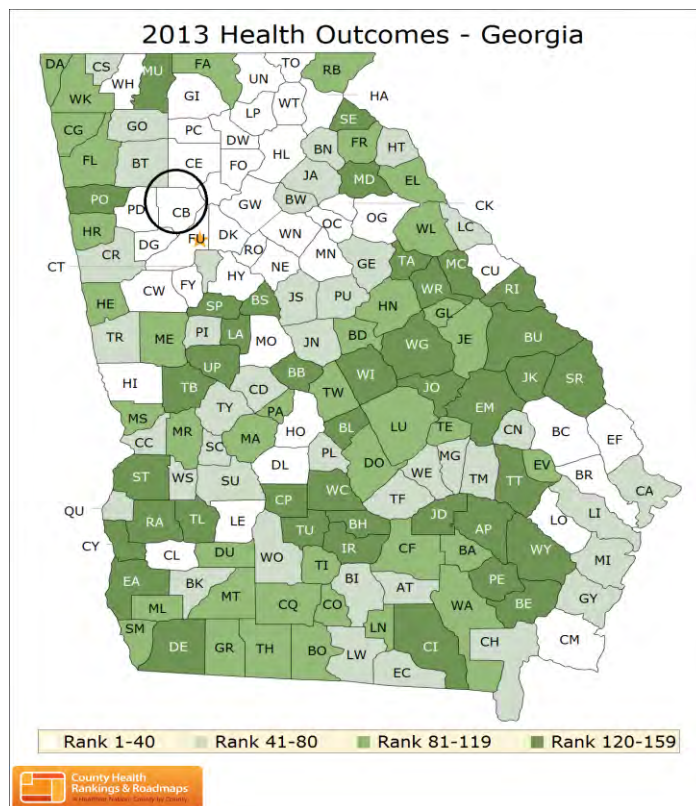 2013 Health Outcomes - Georgia
DA CS MU FA UN TO RB
WH
WK GI LP WT HA
CG GO PC SE
DW HL BN FR HT
FL BT CE FO JA MD EL
PO PD CB GW BW CK
HR DG FU DK RO WN OC OG WL LC
CT CR HY NE MN GE TA MC CU
HE CW FY SP BS JS PU HN WR RI
TR ME PI LA MO JN BD GL JE BU
HI UP BB WG
TB CD WI JO JK SR
MS TY PA TW EM
CC MR SC MA HO BL LU TE CN BC EF
ST WS SU DL PL DO WE MG TM TT EV BR CA
QU RA TL LE CP WC TF LO LI
CY CL DU TU BH JD AP WY MI
EA BK WO IR CF BA
ML MT TI BI AT PE BE GY
SM CQ CO WA
DE GR TH BO LN CI CH CM
LW EC
Rank 1-40 Rank 41-80 Rank 81-119 Rank 120-159
County Health
Rankings & Roadmaps